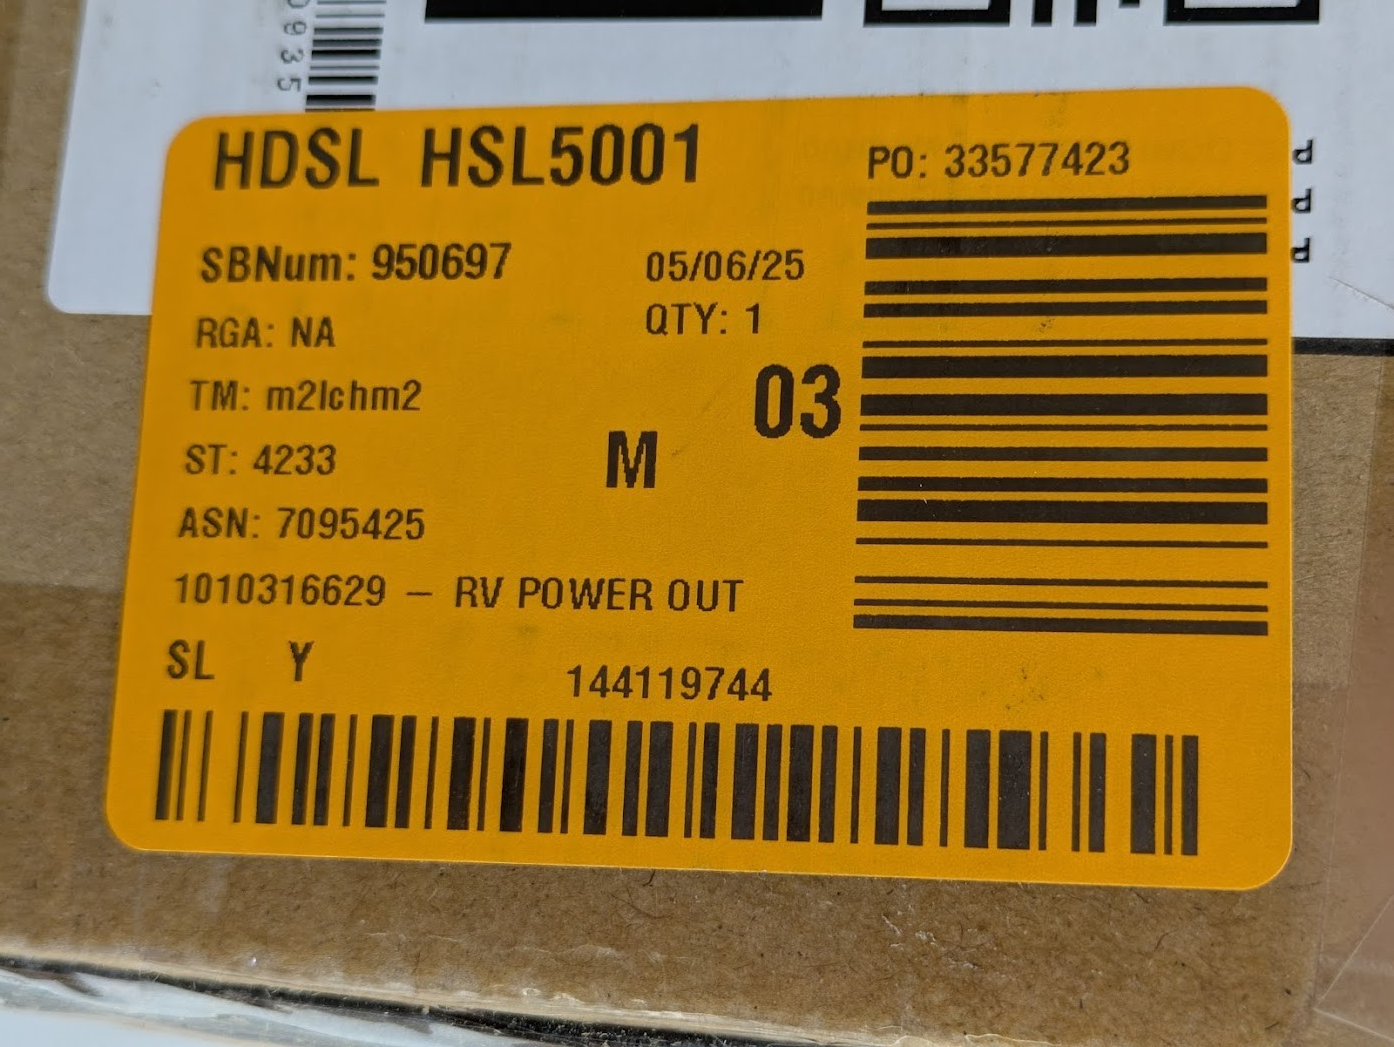 0935
HDSL HSL5001
PO: 33577423
SBNum: 950697
05/06/25
RGA: NA
QTY: 1
TM: m2lchm2
03
ST: 4233
M
ASN: 7095425
1010316629 – RV POWER OUT
SL Y
144119744